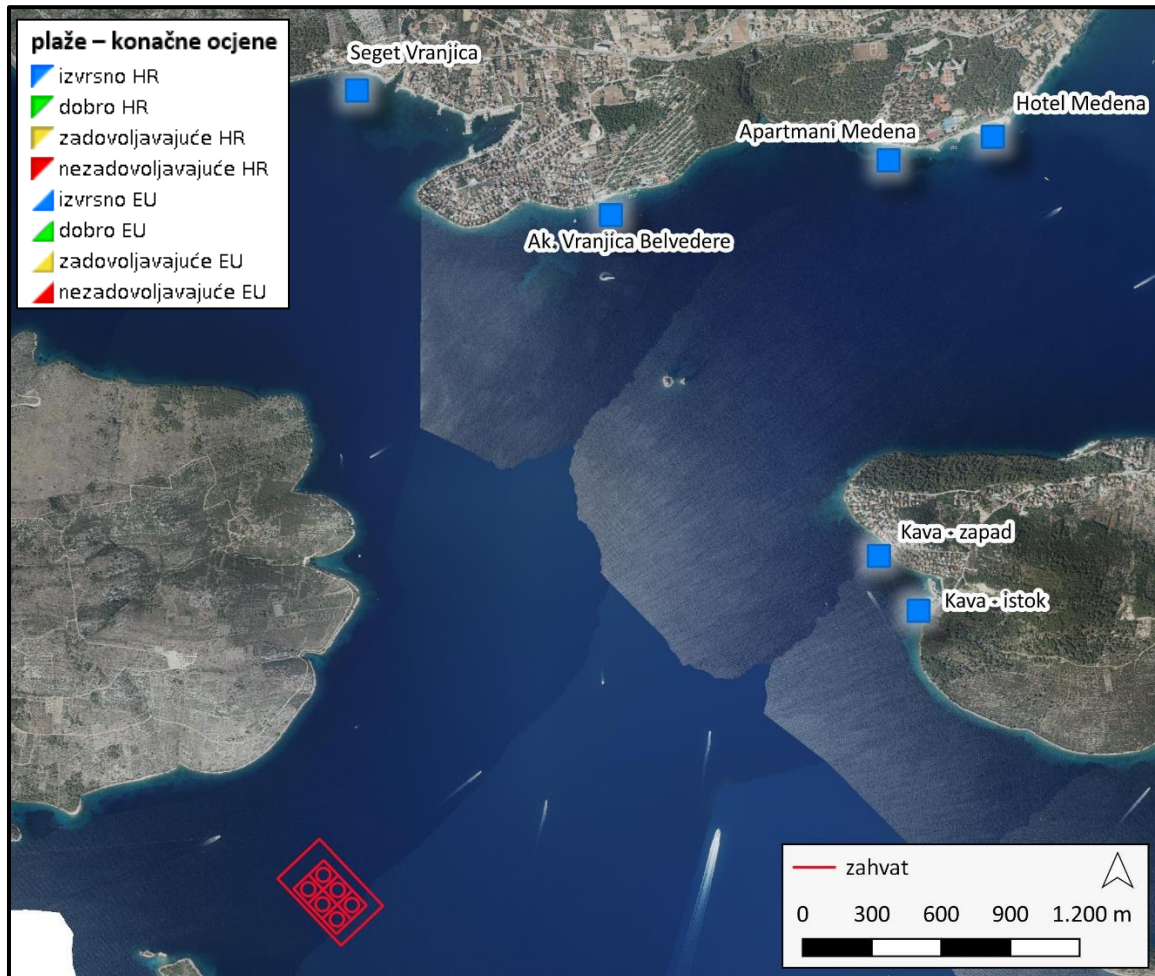 plaže – konačne ocjene
izvrsno HR
dobro HR
zadovoljavajuće HR
nezadovoljavajuće HR
izvrsno EU
dobro EU
zadovoljavajuće EU
nezadovoljavajuće EU
Seget Vranjica
Hotel Medena
Apartmani Medena
Ak. Vranjica Belvedere
Kava - zapad
Kava - istok
zahvat
0 300 600 900 1.200 m